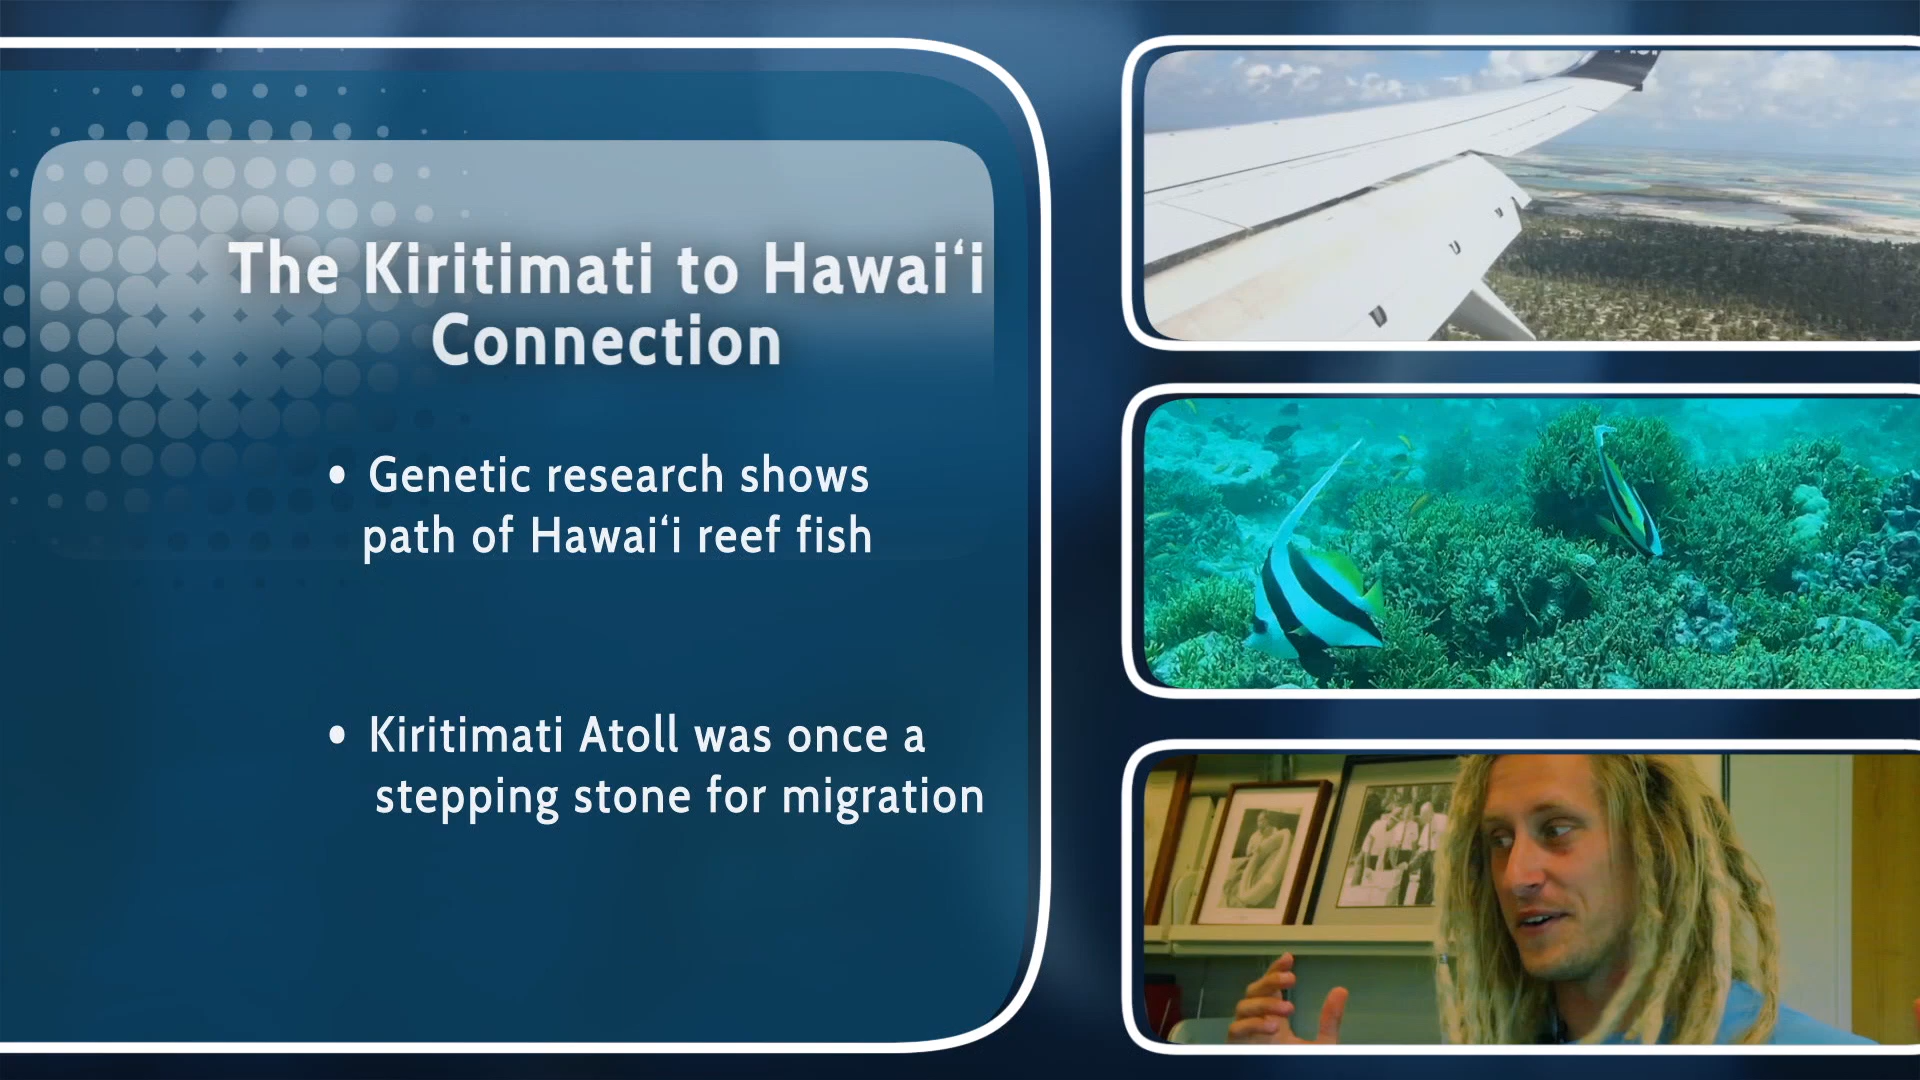 The Kiritimati to Hawaiʻi
Connection
• Genetic research shows
path of Hawaiʻi reef fish
• Kiritimati Atoll was once a
stepping stone for migration